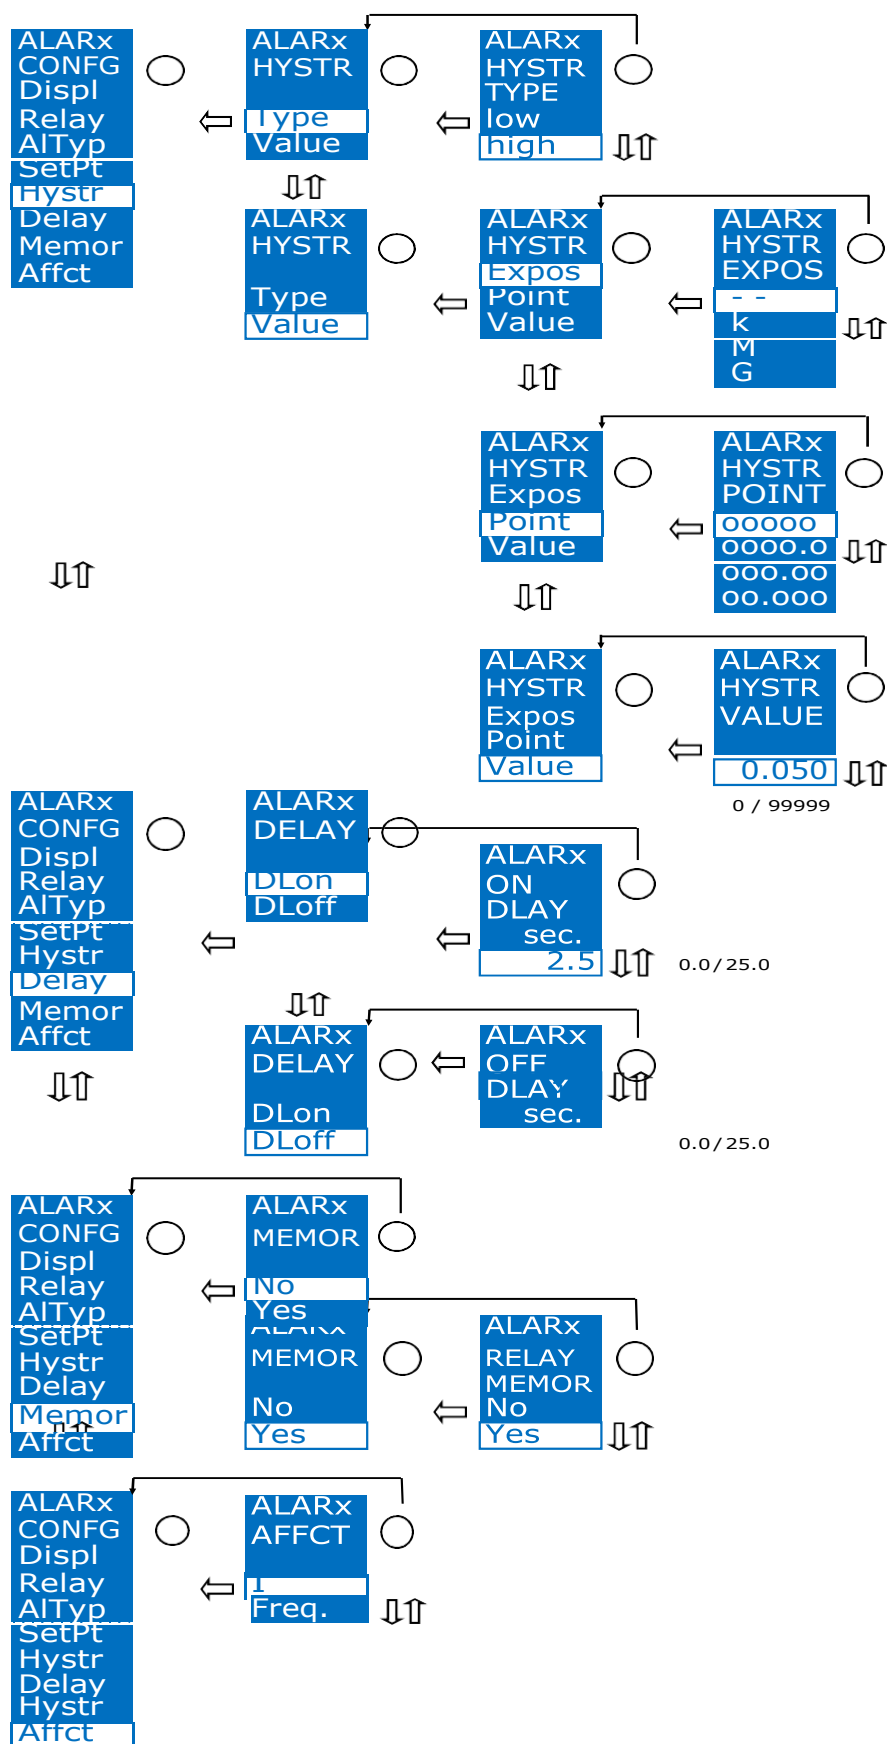 ALARx
CONFG
Displ
Relay
AlTyp
SetPt
Hystr
Delay
Memor
Affct
ALARx
HYSTR
Type
Value
ALARx
HYSTR
TYPE
low
high
ALARx
HYSTR
Type
Value
ALARx
HYSTR
Expos
Point
Value
ALARx
HYSTR
EXPOS
- -
k
M
G
ALARx
HYSTR
Expos
Point
Value
ALARx
HYSTR
POINT
ooooo
oooo.o
ooo.oo
oo.ooo
ALARx
HYSTR
Expos
Point
Value
ALARx
HYSTR
VALUE
0.050
0 / 99999
ALARx
CONFG
Displ
Relay
AlTyp
SetPt
Hystr
Delay
Memor
Affct
ALARx
DELAY
DLon
DLoff
ALARx
ON
DLAY
sec.
2.5
0.0/25.0
ALARx
DELAY
DLon
DLoff
ALARx
OFF
DLAY
sec.
0.0/25.0
ALARx
CONFG
Displ
Relay
AlTyp
SetPt
Hystr
Delay
Memor
Affct
ALARx
MEMOR
No
Yes
ALARx
MEMOR
No
Yes
ALARx
RELAY
MEMOR
No
Yes
ALARx
CONFG
Displ
Relay
AlTyp
SetPt
Hystr
Delay
Hystr
Affct
ALARx
AFFCT
I
Freq.